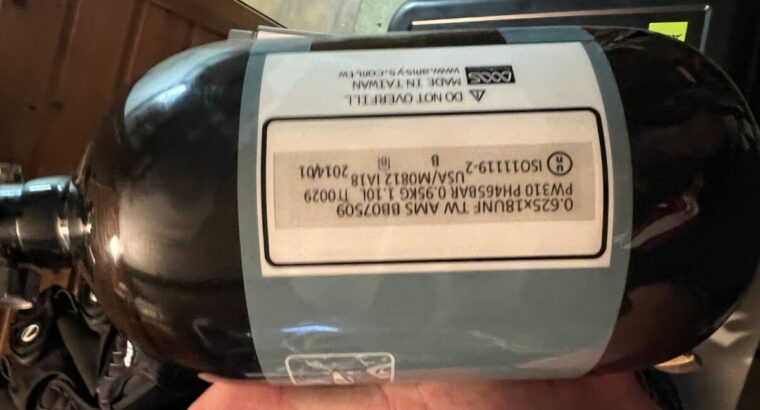 0.625x18UNF TW AMS BB07509
PW310 PH465BAR 0.95KG 1.10l TT0029
UN ISO11119-2 USA/M0812 IA18 2014/01
B
DO NOT OVERFILL
MADE IN TAIWAN
www.amsys.com.tw